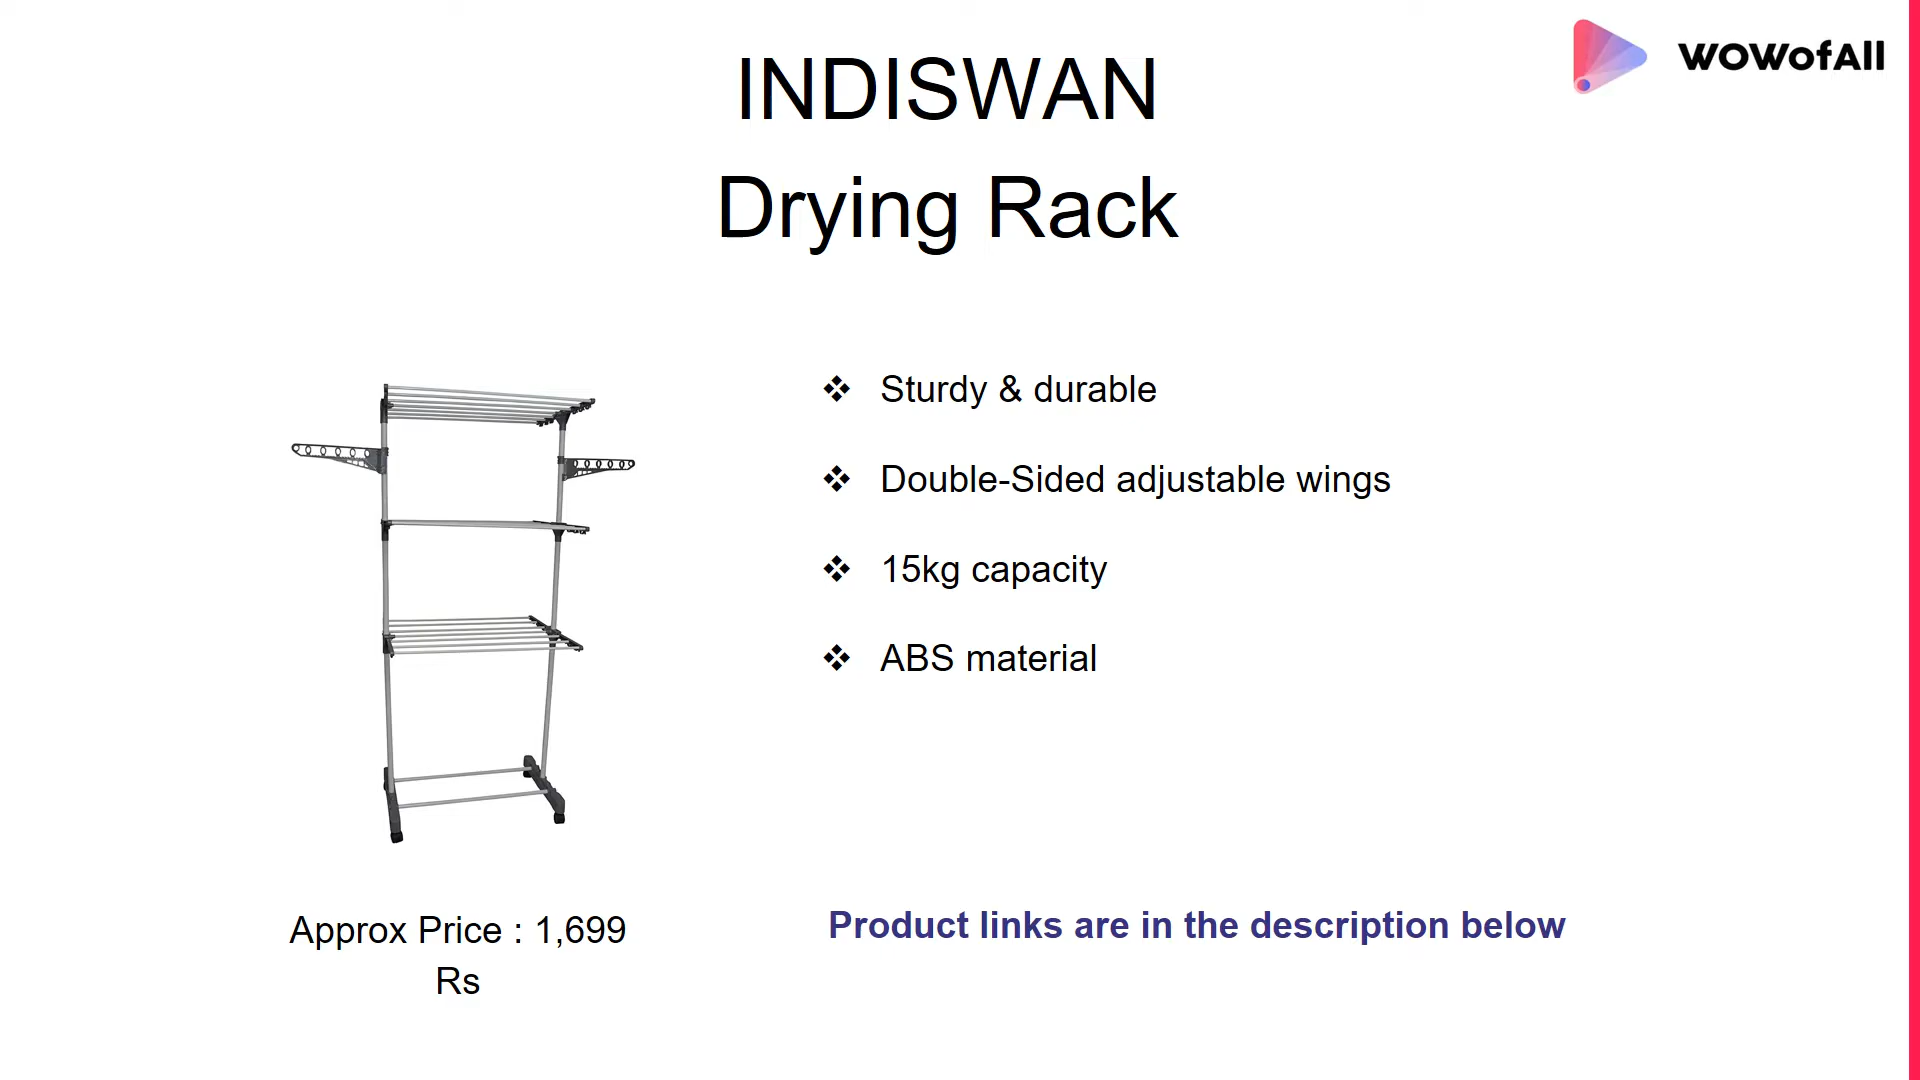 WOWofAll
INDISWAN
Drying Rack
❖ Sturdy & durable
❖ Double-Sided adjustable wings
❖ 15kg capacity
❖ ABS material
Approx Price : 1,699
Rs
Product links are in the description below